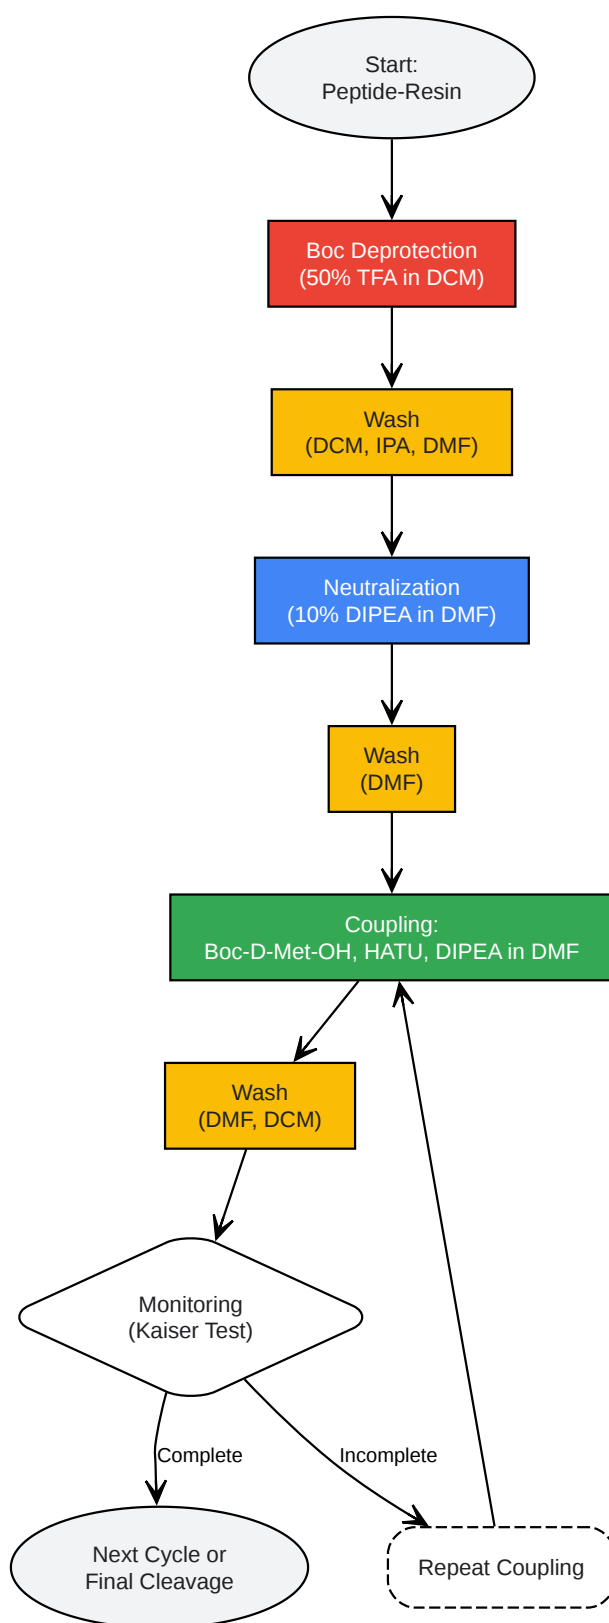 Start:
Peptide-Resin
Boc Deprotection
(50% TFA in DCM)
Wash
(DCM, IPA, DMF)
Neutralization
(10% DIPEA in DMF)
Wash
(DMF)
Coupling:
Boc-D-Met-OH, HATU, DIPEA in DMF
Wash
(DMF, DCM)
Monitoring
(Kaiser Test)
Complete
Incomplete
Next Cycle or
Final Cleavage
Repeat Coupling